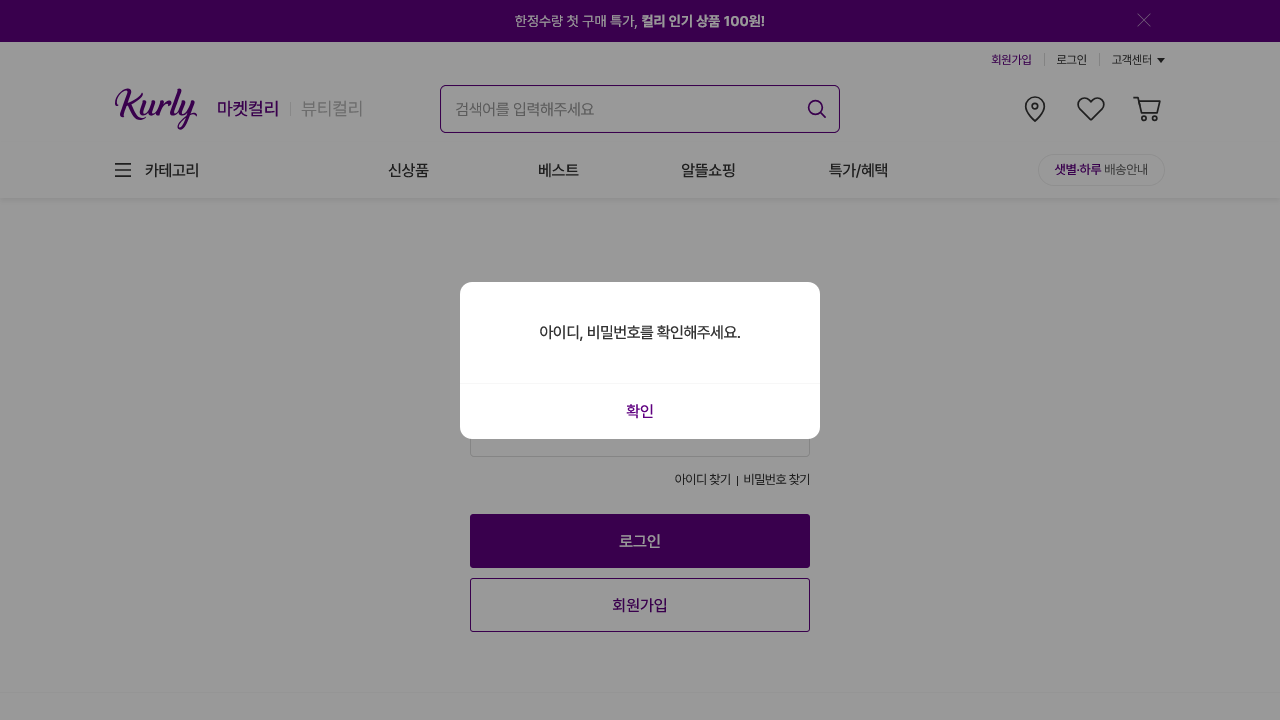 한정수량 첫 구매 특가, 컬리 인기 상품 100원!
회원가입 로그인 고객센터
Kurly 마켓컬리 뷰티컬리
검색어를 입력해주세요
카테고리 신상품 베스트 알뜰쇼핑 특가/혜택 샛별·하루 배송안내
아이디, 비밀번호를 확인해주세요.
확인
아이디 찾기 | 비밀번호 찾기
로그인
회원가입